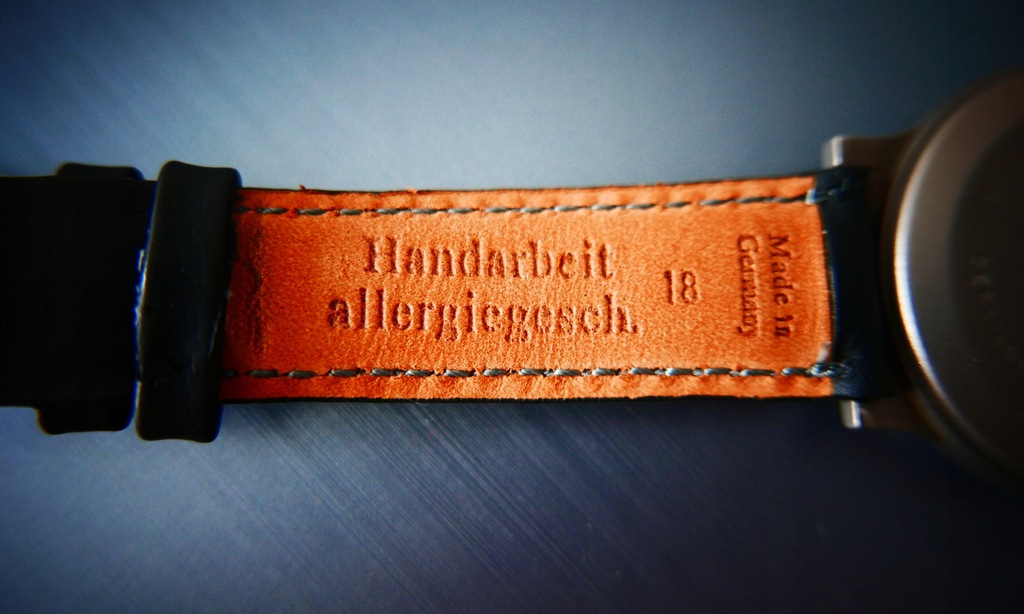 Handarbeit
allergiegesch.
18
Made in
Germany